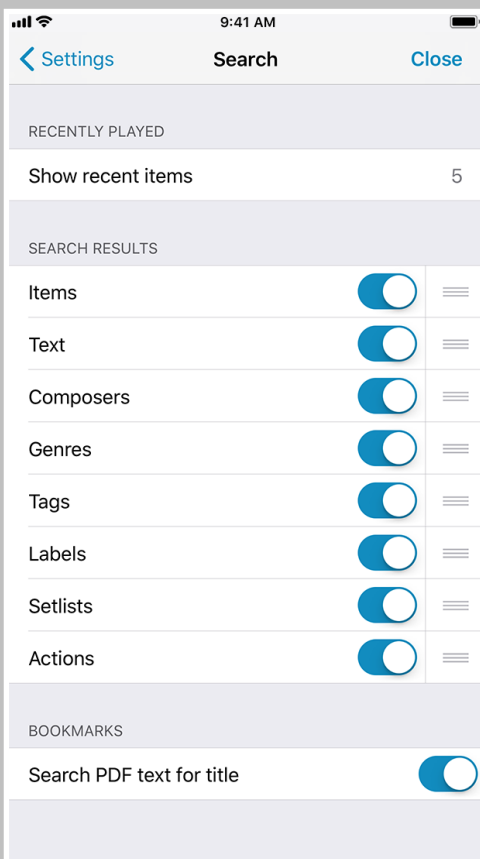 9:41 AM
Settings Search Close
RECENTLY PLAYED
Show recent items 5
SEARCH RESULTS
Items
Text
Composers
Genres
Tags
Labels
Setlists
Actions
BOOKMARKS
Search PDF text for title